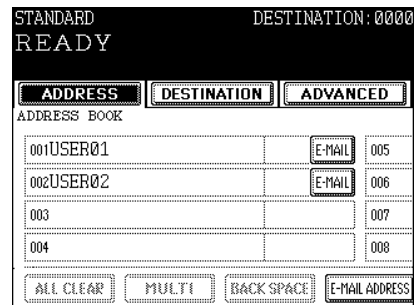 STANDARD DESTINATION:0000
READY
ADDRESS DESTINATION ADVANCED
ADDRESS BOOK
001USER01 E-MAIL 005
002USER02 E-MAIL 006
003 007
004 008
ALL CLEAR MULTI BACK SPACE E-MAIL ADDRESS